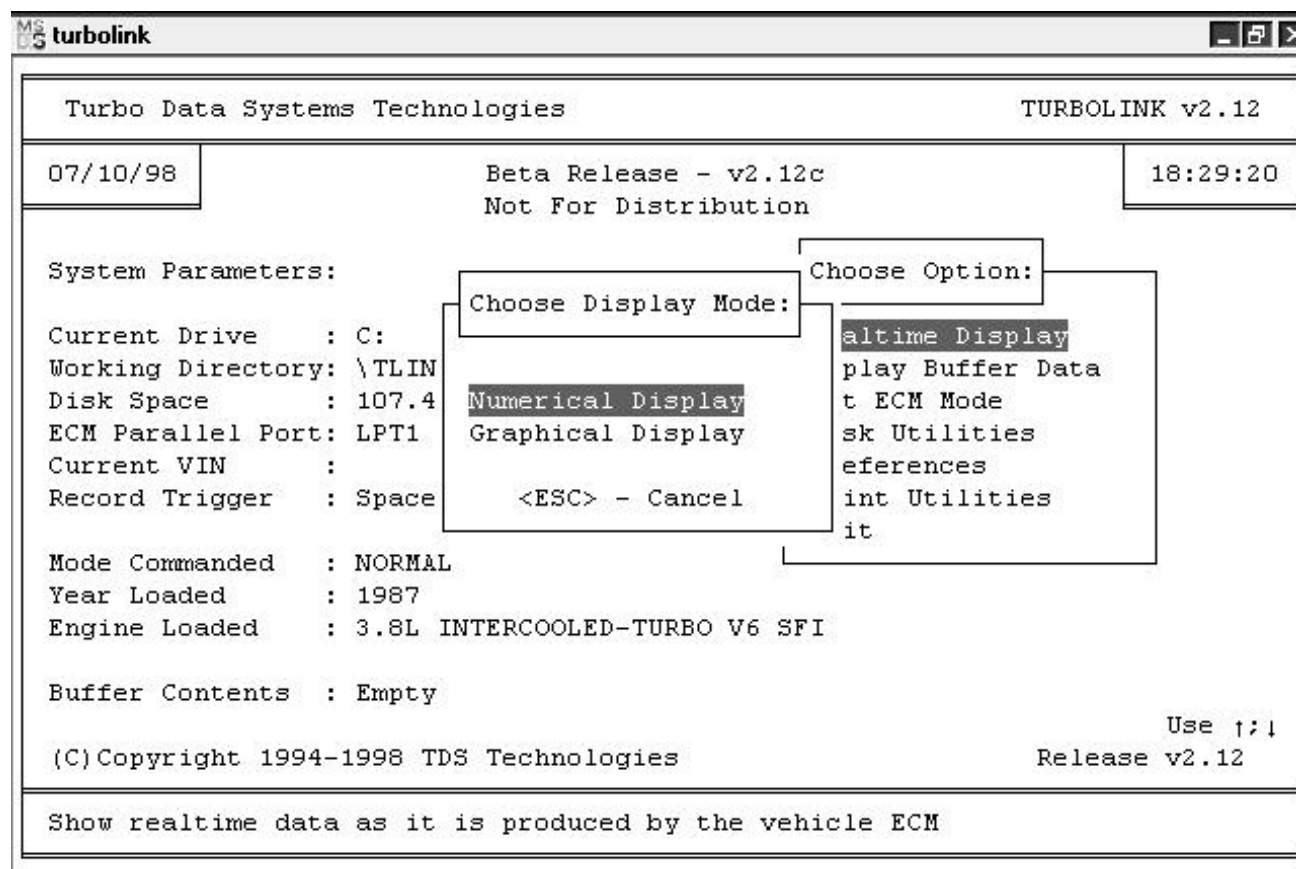 turbolink
Turbo Data Systems Technologies TURBOLINK v2.12
07/10/98 Beta Release - v2.12c 18:29:20
Not For Distribution
System Parameters: Choose Option:
Choose Display Mode:
Current Drive : C: altime Display
Working Directory: \TLIN play Buffer Data
Disk Space : 107.4 Numerical Display t ECM Mode
ECM Parallel Port: LPT1 Graphical Display sk Utilities
Current VIN : eferences
Record Trigger : Space <ESC> - Cancel int Utilities
it
Mode Commanded : NORMAL
Year Loaded : 1987
Engine Loaded : 3.8L INTERCOOLED-TURBO V6 SFI
Buffer Contents : Empty
Use ↑;↓
(C)Copyright 1994-1998 TDS Technologies Release v2.12
Show realtime data as it is produced by the vehicle ECM